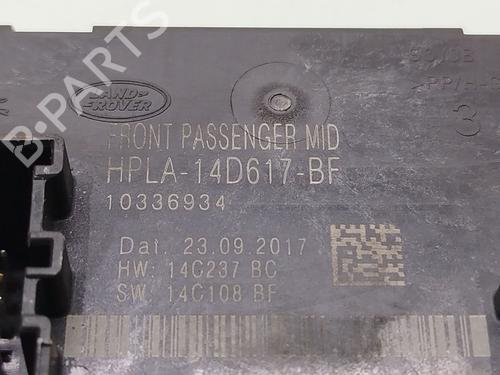 LAND-
ROVER
FRONT PASSENGER MID
HPLA-14D617-BF
10336934
Dat. 23.09.2017
HW: 14C237 BC
SW: 14C108 BF
3